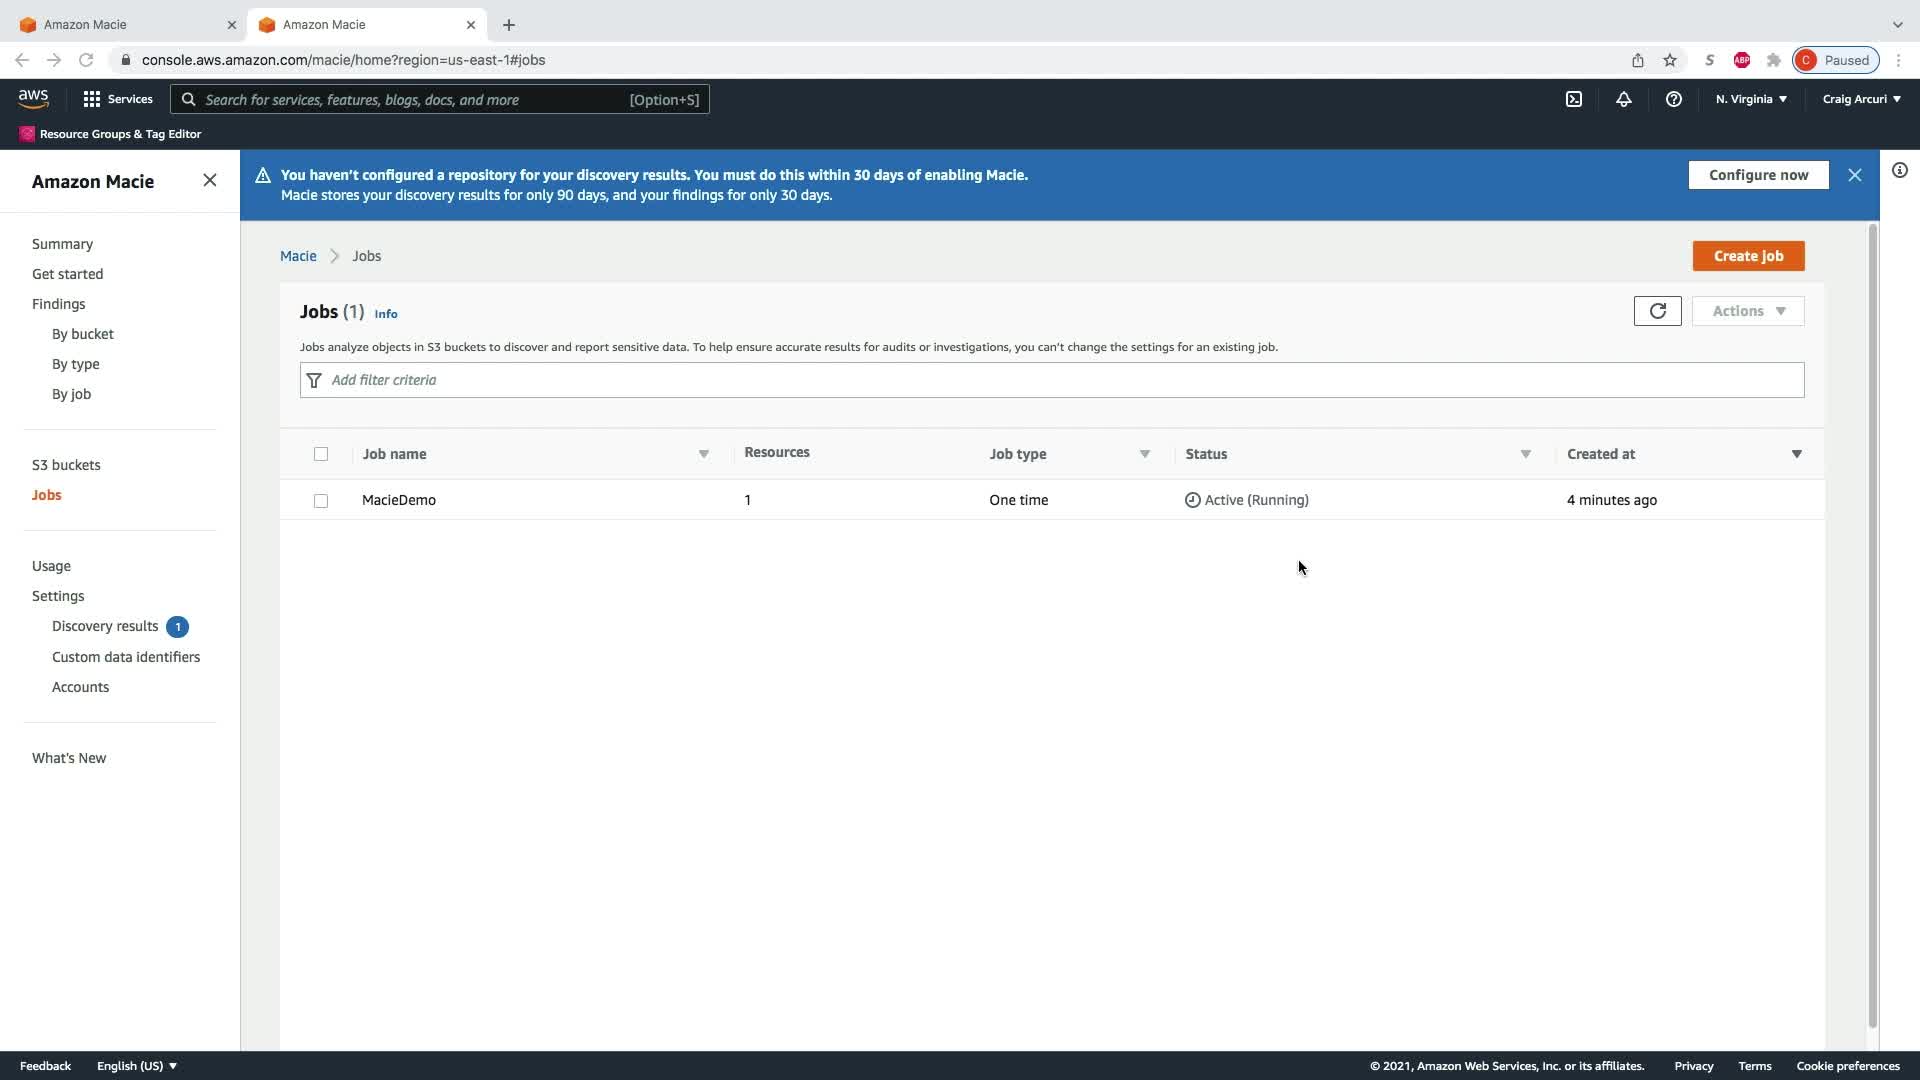 Amazon Macie
Amazon Macie
console.aws.amazon.com/macie/home?region=us-east-1#jobs
S
ABP
C
Paused
aws
Services
Search for services, features, blogs, docs, and more
[Option+S]
N. Virginia
Craig Arcuri
Resource Groups & Tag Editor
Amazon Macie
Summary
Get started
Findings
By bucket
By type
By job
S3 buckets
Jobs
Usage
Settings
Discovery results 1
Custom data identifiers
Accounts
What's New
You haven't configured a repository for your discovery results. You must do this within 30 days of enabling Macie.
Macie stores your discovery results for only 90 days, and your findings for only 30 days.
Configure now
Macie
Jobs
Create job
Jobs (1) Info
Actions
Jobs analyze objects in S3 buckets to discover and report sensitive data. To help ensure accurate results for audits or investigations, you can't change the settings for an existing job.
Add filter criteria
Job name Resources Job type Status Created at
MacieDemo 1 One time Active (Running) 4 minutes ago
Feedback English (US) © 2021, Amazon Web Services, Inc. or its affiliates. Privacy Terms Cookie preferences